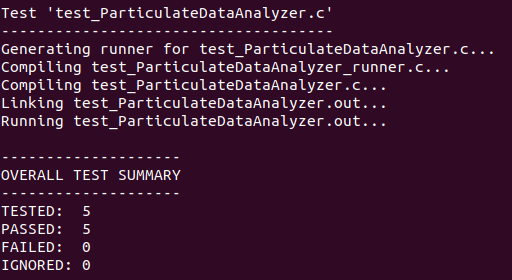 Test 'test_ParticulateDataAnalyzer.c'
-------------------------------------
Generating runner for test_ParticulateDataAnalyzer.c...
Compiling test_ParticulateDataAnalyzer_runner.c...
Compiling test_ParticulateDataAnalyzer.c...
Linking test_ParticulateDataAnalyzer.out...
Running test_ParticulateDataAnalyzer.out...

--------------------
OVERALL TEST SUMMARY
--------------------
TESTED:  5
PASSED:  5
FAILED:  0
IGNORED: 0